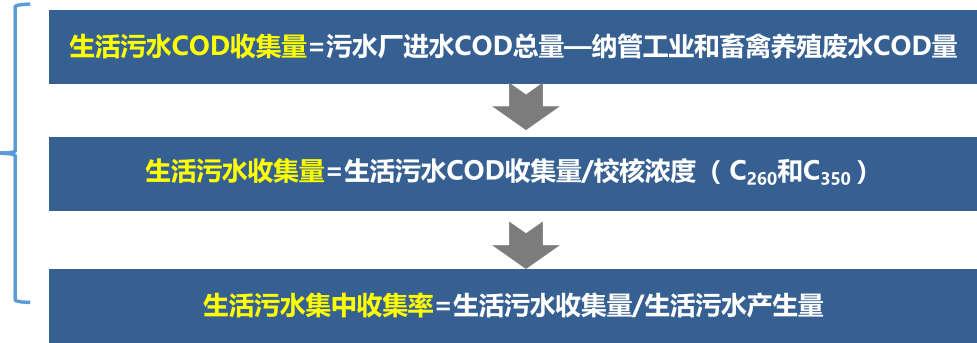 生活污水COD收集量=污水厂进水COD总量—纳管工业和畜禽养殖废水COD量
生活污水收集量=生活污水COD收集量/校核浓度（C₂₆₀和C₃₅₀）
生活污水集中收集率=生活污水收集量/生活污水产生量